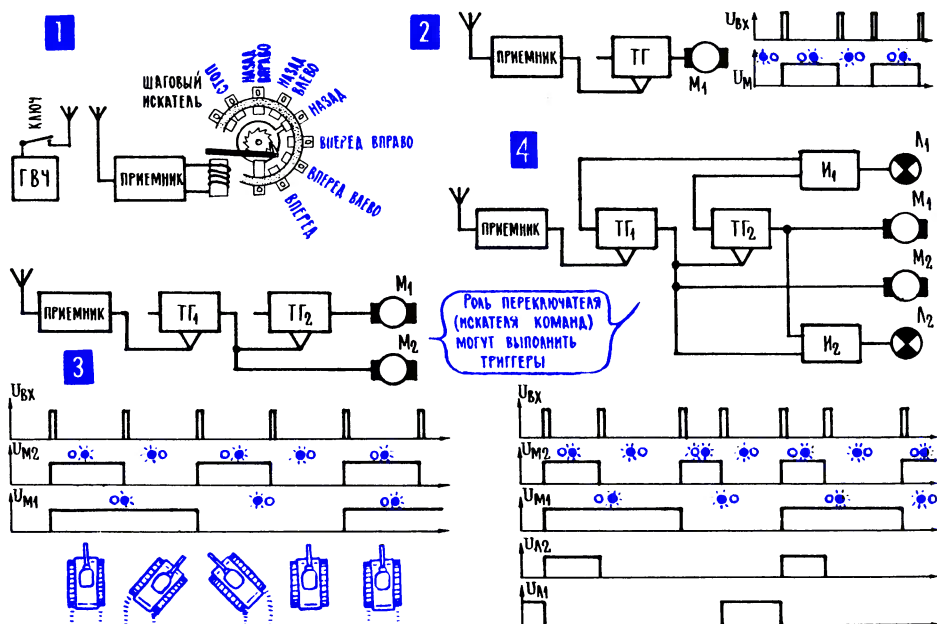 1
КЛЮЧ
ГВЧ
ПРИЕМНИК
ШАГОВЫЙ
ИСКАТЕЛЬ
СТОП
НАЗАД
ВПРАВО
НАЗАД
ВЛЕВО
НАЗАД
ВПЕРЕД ВПРАВО
ВПЕРЕД ВЛЕВО
ВПЕРЕД
2
ПРИЕМНИК
ТГ
М1
UВХ
UМ
4
ПРИЕМНИК
ТГ1
ТГ2
И1
Л1
М1
М2
И2
Л2
ПРИЕМНИК
ТГ1
ТГ2
М1
М2
РОЛЬ ПЕРЕКЛЮЧАТЕЛЯ
(ИСКАТЕЛЯ КОМАНД)
МОГУТ ВЫПОЛНИТЬ
ТРИГГЕРЫ
3
UВХ
UМ2
UМ1
UВХ
UМ2
UМ1
UЛ2
UЛ1